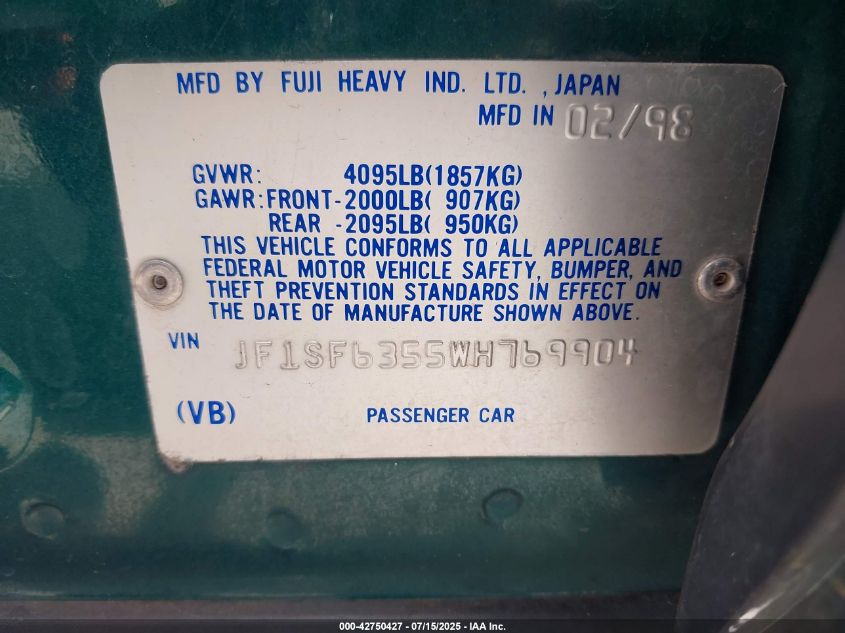 MFD BY FUJI HEAVY IND. LTD. , JAPAN
MFD IN 02/98
GVWR: 4095LB(1857KG)
GAWR:FRONT-2000LB( 907KG)
REAR -2095LB( 950KG)
THIS VEHICLE CONFORMS TO ALL APPLICABLE
FEDERAL MOTOR VEHICLE SAFETY, BUMPER, AND
THEFT PREVENTION STANDARDS IN EFFECT ON
THE DATE OF MANUFACTURE SHOWN ABOVE.
VIN JF1SF6355WH769904
(VB) PASSENGER CAR
000-42750427 - 07/15/2025 - IAA Inc.